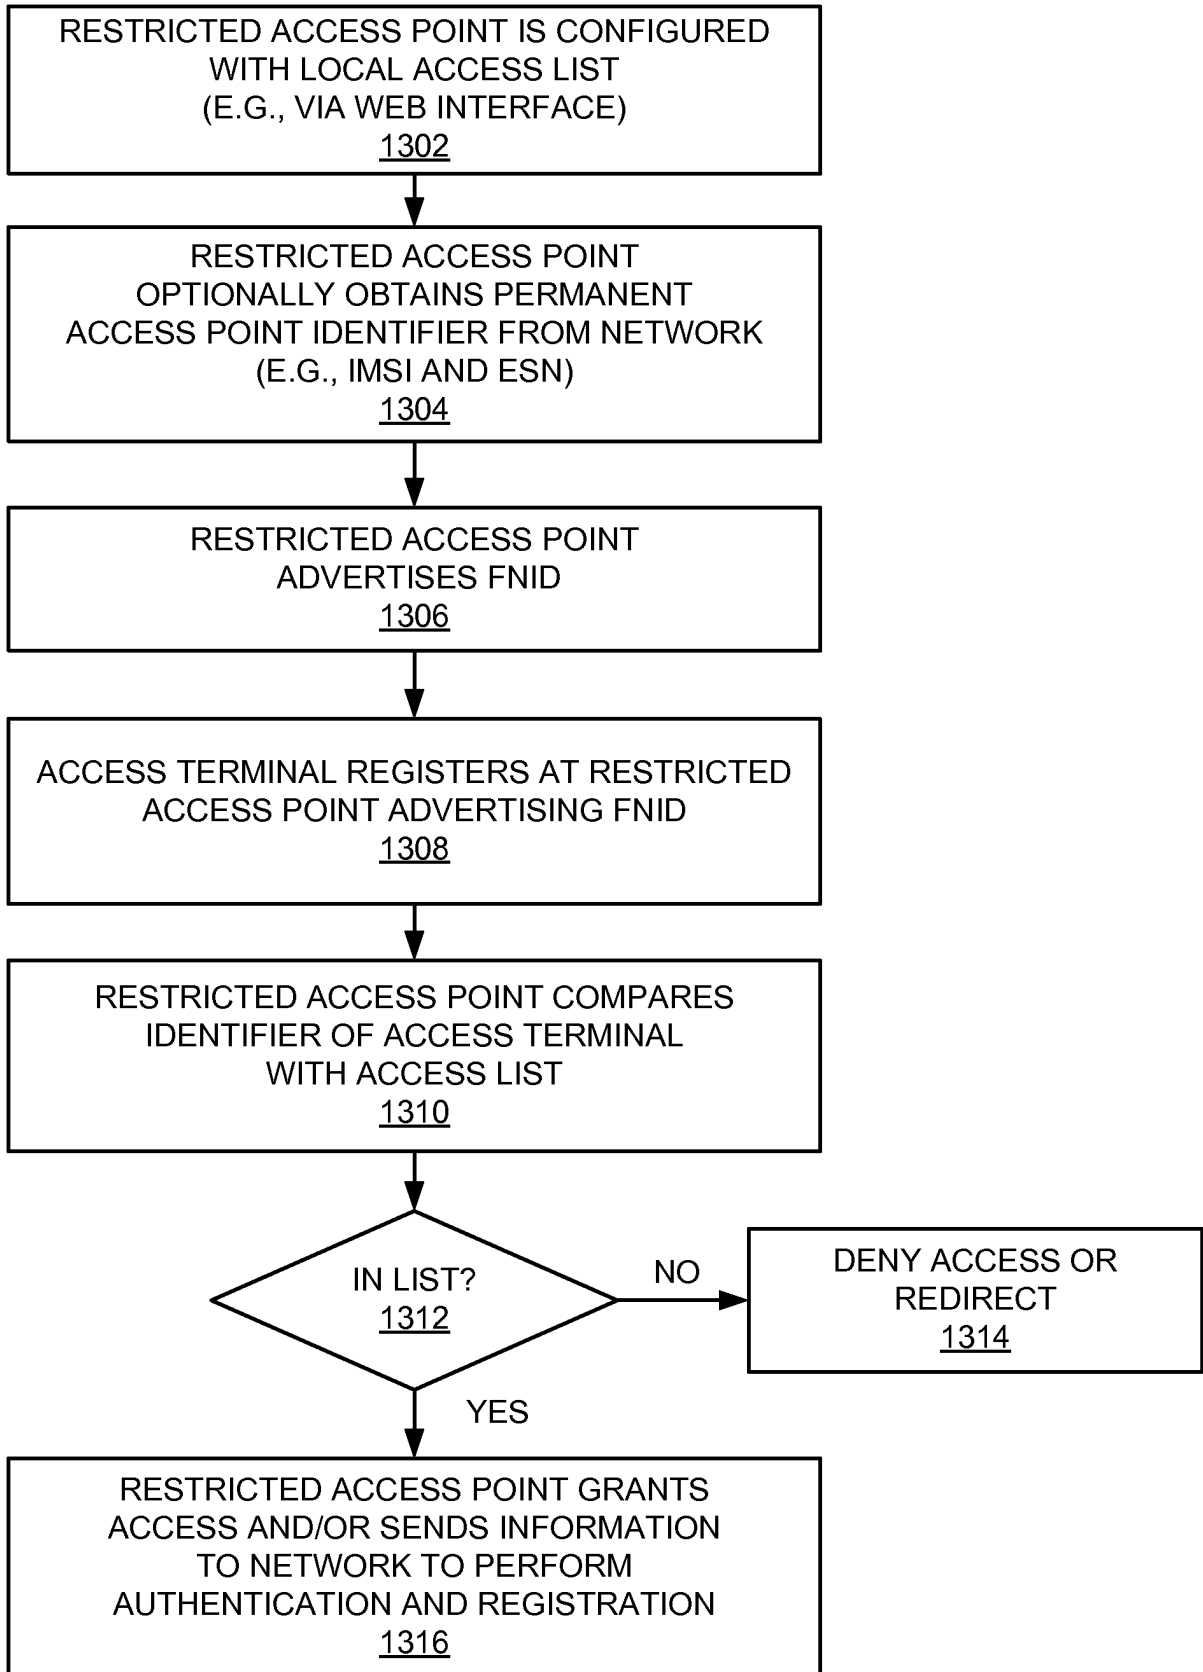 RESTRICTED ACCESS POINT IS CONFIGURED
WITH LOCAL ACCESS LIST
(E.G., VIA WEB INTERFACE)
1302
RESTRICTED ACCESS POINT
OPTIONALLY OBTAINS PERMANENT
ACCESS POINT IDENTIFIER FROM NETWORK
(E.G., IMSI AND ESN)
1304
RESTRICTED ACCESS POINT
ADVERTISES FNID
1306
ACCESS TERMINAL REGISTERS AT RESTRICTED
ACCESS POINT ADVERTISING FNID
1308
RESTRICTED ACCESS POINT COMPARES
IDENTIFIER OF ACCESS TERMINAL
WITH ACCESS LIST
1310
IN LIST?
1312
NO
DENY ACCESS OR
REDIRECT
1314
YES
RESTRICTED ACCESS POINT GRANTS
ACCESS AND/OR SENDS INFORMATION
TO NETWORK TO PERFORM
AUTHENTICATION AND REGISTRATION
1316